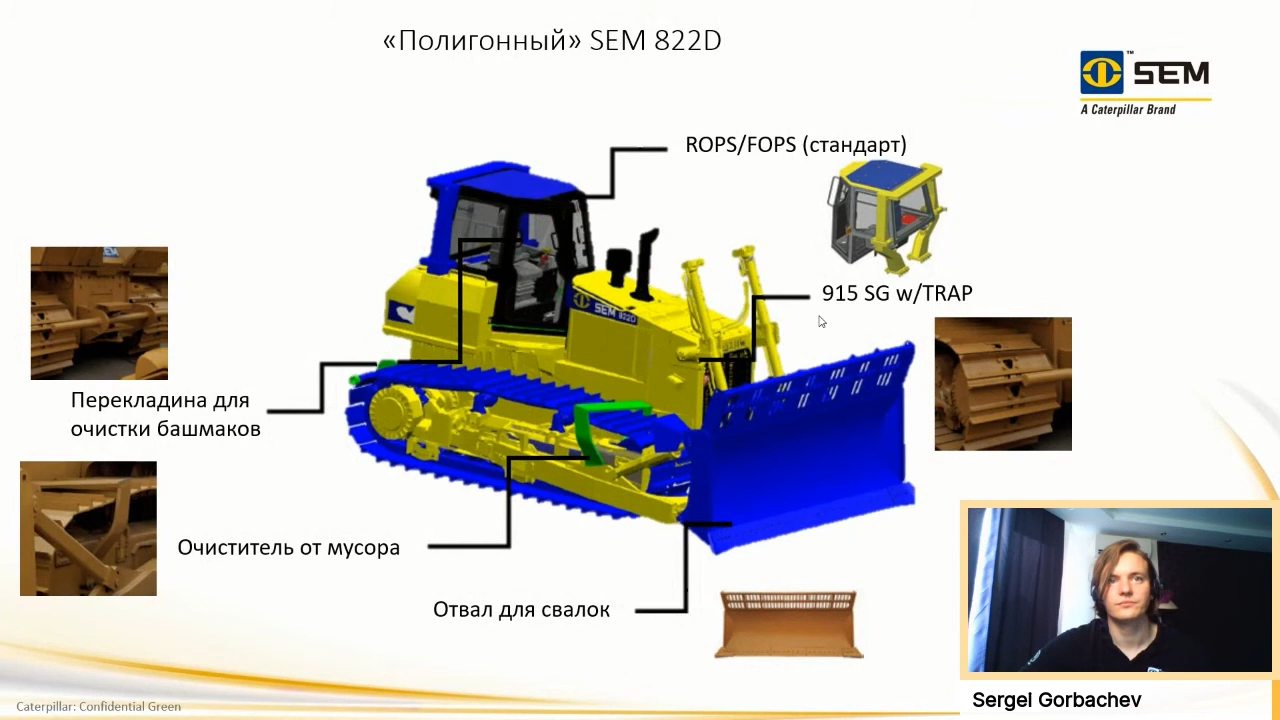 «Полигонный» SEM 822D
™
SEM
A Caterpillar Brand
ROPS/FOPS (стандарт)
915 SG w/TRAP
SEM 822D
Перекладина для
очистки башмаков
Очиститель от мусора
Отвал для свалок
Caterpillar: Confidential Green
Sergei Gorbachev